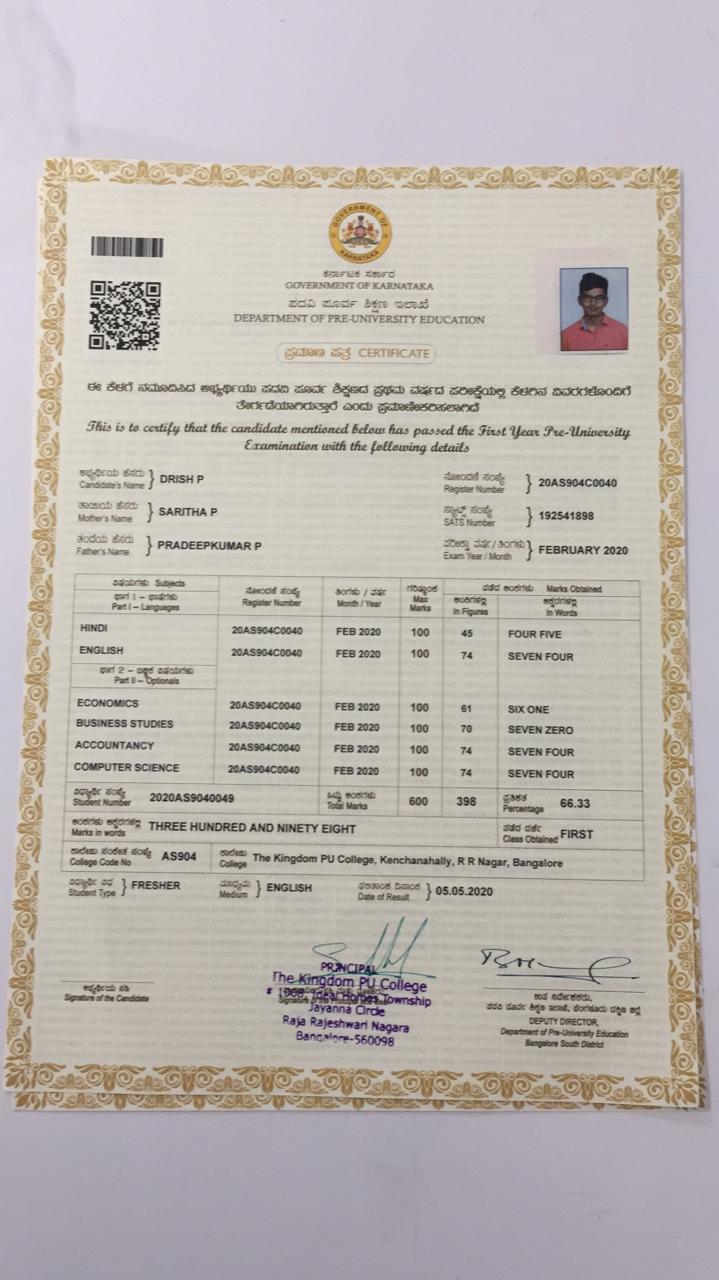 GOVERNMENT OF KARNATAKA
ಕರ್ನಾಟಕ ಸರ್ಕಾರ
GOVERNMENT OF KARNATAKA
ಪದವಿ ಪೂರ್ವ ಶಿಕ್ಷಣ ಇಲಾಖೆ
DEPARTMENT OF PRE-UNIVERSITY EDUCATION
ಪ್ರಮಾಣ ಪತ್ರ CERTIFICATE
ಈ ಕೆಳಗೆ ನಮೂದಿಸಿದ ಅಭ್ಯರ್ಥಿಯು ಪದವಿ ಪೂರ್ವ ಶಿಕ್ಷಣದ ಪ್ರಥಮ ವರ್ಷದ ಪರೀಕ್ಷೆಯಲ್ಲಿ ಕೆಳಗಿನ ವಿವರಗಳೊಂದಿಗೆ
ತೇರ್ಗಡೆಯಾಗಿರುತ್ತಾರೆ ಎಂದು ಪ್ರಮಾಣೀಕರಿಸಲಾಗಿದೆ
This is to certify that the candidate mentioned below has passed the First Year Pre-University
Examination with the following details
ಅಭ್ಯರ್ಥಿಯ ಹೆಸರು
Candidate's Name } DRISH P
ನೋಂದಣಿ ಸಂಖ್ಯೆ
Register Number } 20AS904C0040
ತಾಯಿಯ ಹೆಸರು
Mother's Name } SARITHA P
ಸ್ಯಾಟ್ಸ್ ಸಂಖ್ಯೆ
SATS Number } 192541898
ತಂದೆಯ ಹೆಸರು
Father's Name } PRADEEPKUMAR P
ಪರೀಕ್ಷಾ ವರ್ಷ/ತಿಂಗಳು
Exam Year / Month } FEBRUARY 2020
ವಿಷಯಗಳು Subjects
ನೋಂದಣಿ ಸಂಖ್ಯೆ
Register Number
ತಿಂಗಳು / ವರ್ಷ
Month / Year
ಗರಿಷ್ಠಾಂಕ
Max
Marks
ಪಡೆದ ಅಂಕಗಳು Marks Obtained
ಭಾಗ 1 – ಭಾಷೆಗಳು
Part I – Languages
ಅಂಕಿಗಳಲ್ಲಿ
In Figures
ಅಕ್ಷರಗಳಲ್ಲಿ
In Words
HINDI 20AS904C0040 FEB 2020 100 45 FOUR FIVE
ENGLISH 20AS904C0040 FEB 2020 100 74 SEVEN FOUR
ಭಾಗ 2 – ಐಚ್ಛಿಕ ವಿಷಯಗಳು
Part II – Optionals
ECONOMICS 20AS904C0040 FEB 2020 100 61 SIX ONE
BUSINESS STUDIES 20AS904C0040 FEB 2020 100 70 SEVEN ZERO
ACCOUNTANCY 20AS904C0040 FEB 2020 100 74 SEVEN FOUR
COMPUTER SCIENCE 20AS904C0040 FEB 2020 100 74 SEVEN FOUR
ವಿದ್ಯಾರ್ಥಿ ಸಂಖ್ಯೆ
Student Number 2020AS9040049
ಒಟ್ಟು ಅಂಕಗಳು
Total Marks 600 398
ಪ್ರತಿಶತ
Percentage 66.33
ಅಂಕಗಳು ಅಕ್ಷರಗಳಲ್ಲಿ
Marks in words THREE HUNDRED AND NINETY EIGHT
ಪಡೆದ ದರ್ಜೆ
Class Obtained FIRST
ಕಾಲೇಜು ಸಂಕೇತ ಸಂಖ್ಯೆ
College Code No AS904
ಕಾಲೇಜು
College The Kingdom PU College, Kenchanahally, R R Nagar, Bangalore
ವಿದ್ಯಾರ್ಥಿ ವಿಧ
Student Type } FRESHER
ಮಾಧ್ಯಮ
Medium } ENGLISH
ಫಲಿತಾಂಶ ದಿನಾಂಕ
Date of Result } 05.05.2020
ಅಭ್ಯರ್ಥಿಯ ಸಹಿ
Signature of the Candidate
PRINCIPAL
The Kingdom PU College
# 1908, Ideal Homes Township
Jayanna Circle
Raja Rajeshwari Nagara
Bangalore-560098
ಉಪ ನಿರ್ದೇಶಕರು,
ಪದವಿ ಪೂರ್ವ ಶಿಕ್ಷಣ ಇಲಾಖೆ, ಬೆಂಗಳೂರು ದಕ್ಷಿಣ ಜಿಲ್ಲೆ
DEPUTY DIRECTOR,
Department of Pre-University Education
Bangalore South District